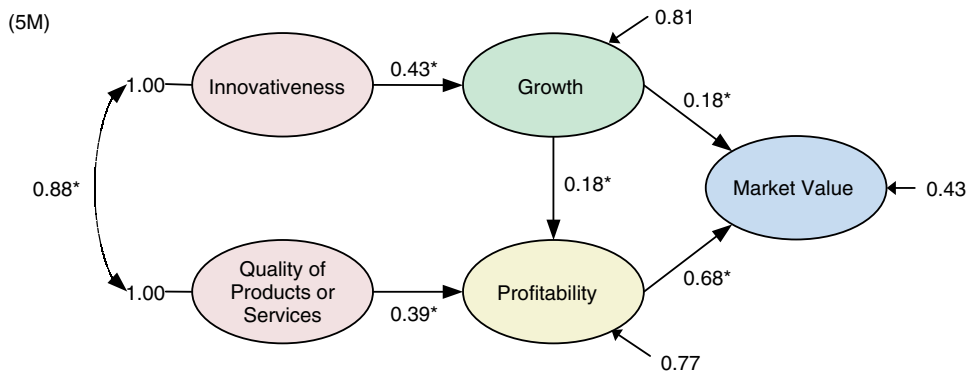 (5M)
0.81
1.00
Innovativeness
0.43*
Growth
0.18*
0.88*
0.18*
Market Value
0.43
1.00
Quality of
Products or
Services
0.39*
Profitability
0.68*
0.77